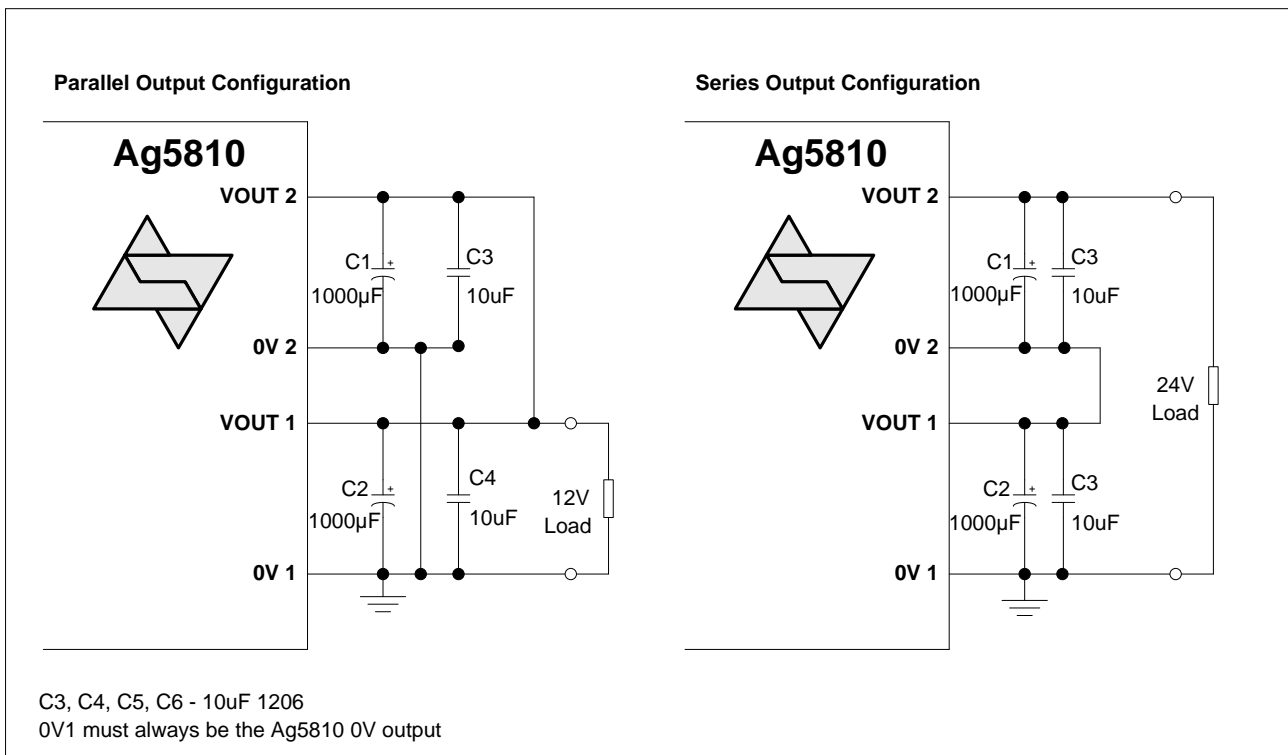 Parallel Output Configuration
Ag5810
VOUT 2
C1
+
1000µF
C3
10uF
0V 2
VOUT 1
C2
+
1000µF
C4
10uF
12V
Load
0V 1
Series Output Configuration
Ag5810
VOUT 2
C1
+
1000µF
C3
10uF
0V 2
24V
Load
VOUT 1
C2
+
1000µF
C3
10uF
0V 1
C3, C4, C5, C6 - 10uF 1206
0V1 must always be the Ag5810 0V output